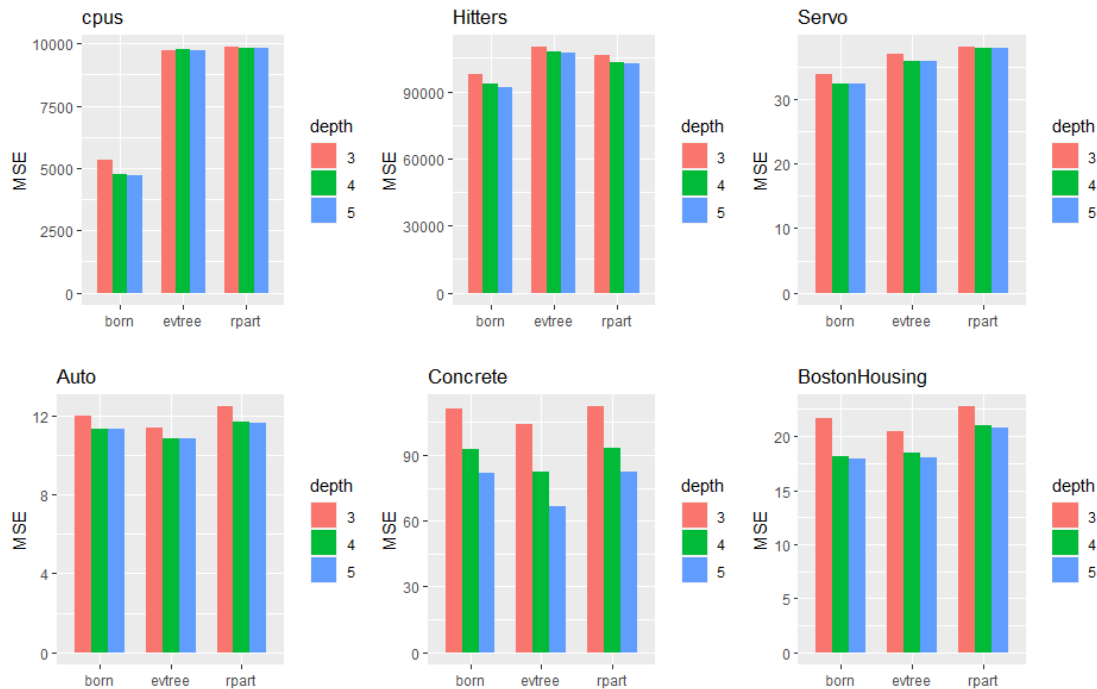 cpus
10000
7500
5000
2500
0
MSE
born evtree rpart
depth
3
4
5
Hitters
90000
60000
30000
0
MSE
born evtree rpart
depth
3
4
5
Servo
30
20
10
0
MSE
born evtree rpart
depth
3
4
5
Auto
12
8
4
0
MSE
born evtree rpart
depth
3
4
5
Concrete
90
60
30
0
MSE
born evtree rpart
depth
3
4
5
BostonHousing
20
15
10
5
0
MSE
born evtree rpart
depth
3
4
5